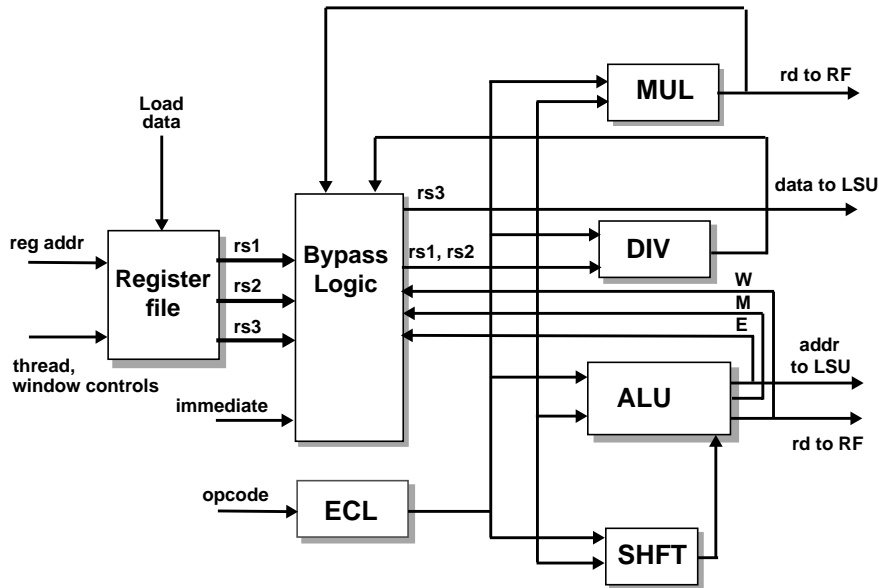 MUL
rd to RF
Load
data
rs3
data to LSU
reg addr
rs1
Bypass
Logic
rs1, rs2
DIV
Register
file
rs2
W
M
rs3
E
thread,
window controls
addr
to LSU
immediate
ALU
rd to RF
opcode
ECL
SHFT